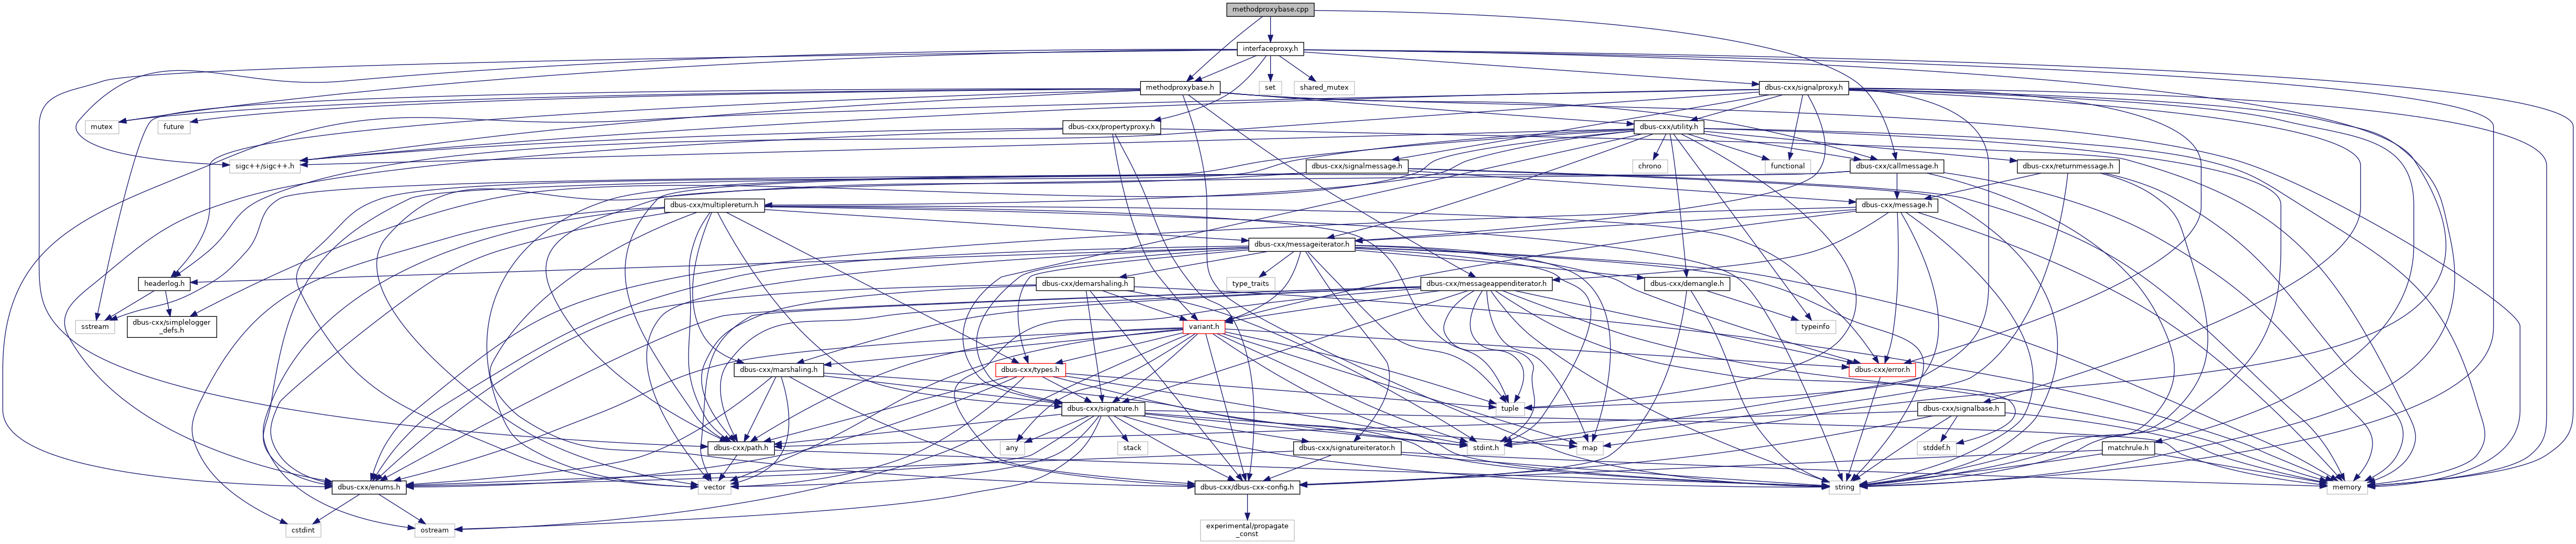 methodproxybase.cpp
interfaceproxy.h
methodproxybase.h
set
shared_mutex
dbus-cxx/signalproxy.h
mutex
future
dbus-cxx/propertyproxy.h
dbus-cxx/utility.h
sigc++/sigc++.h
dbus-cxx/signalmessage.h
chrono
functional
dbus-cxx/callmessage.h
dbus-cxx/returnmessage.h
dbus-cxx/multiplereturn.h
dbus-cxx/message.h
dbus-cxx/messageiterator.h
headerlog.h
dbus-cxx/demarshaling.h
type_traits
dbus-cxx/messageappenditerator.h
dbus-cxx/demangle.h
sstream
dbus-cxx/simplelogger
_defs.h
variant.h
typeinfo
dbus-cxx/marshaling.h
dbus-cxx/types.h
dbus-cxx/error.h
dbus-cxx/signature.h
tuple
dbus-cxx/signalbase.h
dbus-cxx/path.h
any
stack
dbus-cxx/signatureiterator.h
stdint.h
map
stddef.h
matchrule.h
dbus-cxx/enums.h
vector
dbus-cxx/dbus-cxx-config.h
string
memory
cstdint
ostream
experimental/propagate
_const